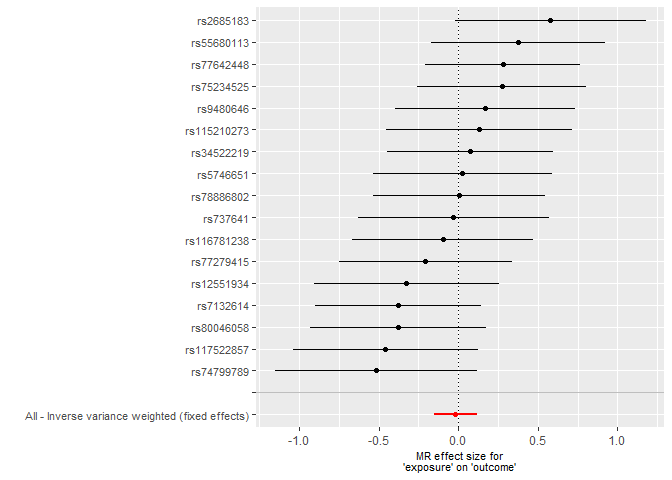 rs2685183
rs55680113
rs77642448
rs75234525
rs9480646
rs115210273
rs34522219
rs5746651
rs78886802
rs737641
rs116781238
rs77279415
rs12551934
rs7132614
rs80046058
rs117522857
rs74799789
All - Inverse variance weighted (fixed effects)
-1.0 -0.5 0.0 0.5 1.0
MR effect size for
'exposure' on 'outcome'